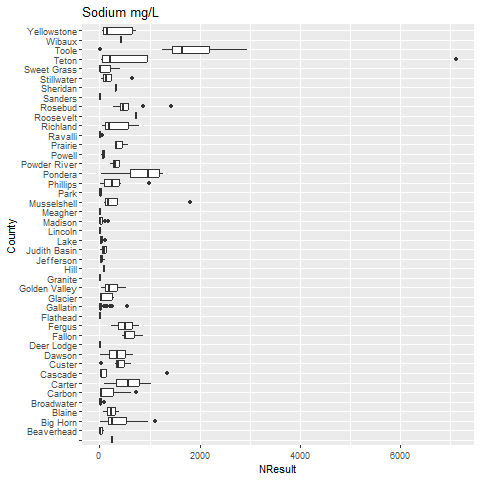 Sodium mg/L
Yellowstone
Wibaux
Toole
Teton
Sweet Grass
Stillwater
Sheridan
Sanders
Rosebud
Roosevelt
Richland
Ravalli
Prairie
Powell
Powder River
Pondera
Phillips
Park
Musselshell
Meagher
Madison
Lincoln
Lake
Judith Basin
Jefferson
Hill
Granite
Golden Valley
Glacier
Gallatin
Flathead
Fergus
Fallon
Deer Lodge
Dawson
Custer
Cascade
Carter
Carbon
Broadwater
Blaine
Big Horn
Beaverhead
County
0 2000 4000 6000
NResult